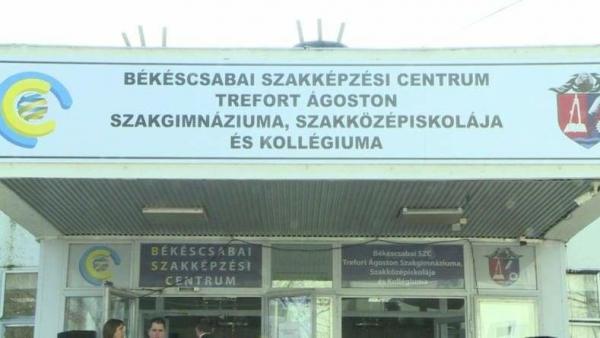 BÉKÉSCSABAI SZAKKÉPZÉSI CENTRUM
TREFORT ÁGOSTON
SZAKGIMNÁZIUMA, SZAKKÖZÉPISKOLÁJA
ÉS KOLLÉGIUMA
BÉKÉSCSABAI
SZAKKÉPZÉSI
CENTRUM
Békéscsabai SZC
Trefort Ágoston Szakgimnáziuma,
Szakközépiskolája
és Kollégiuma